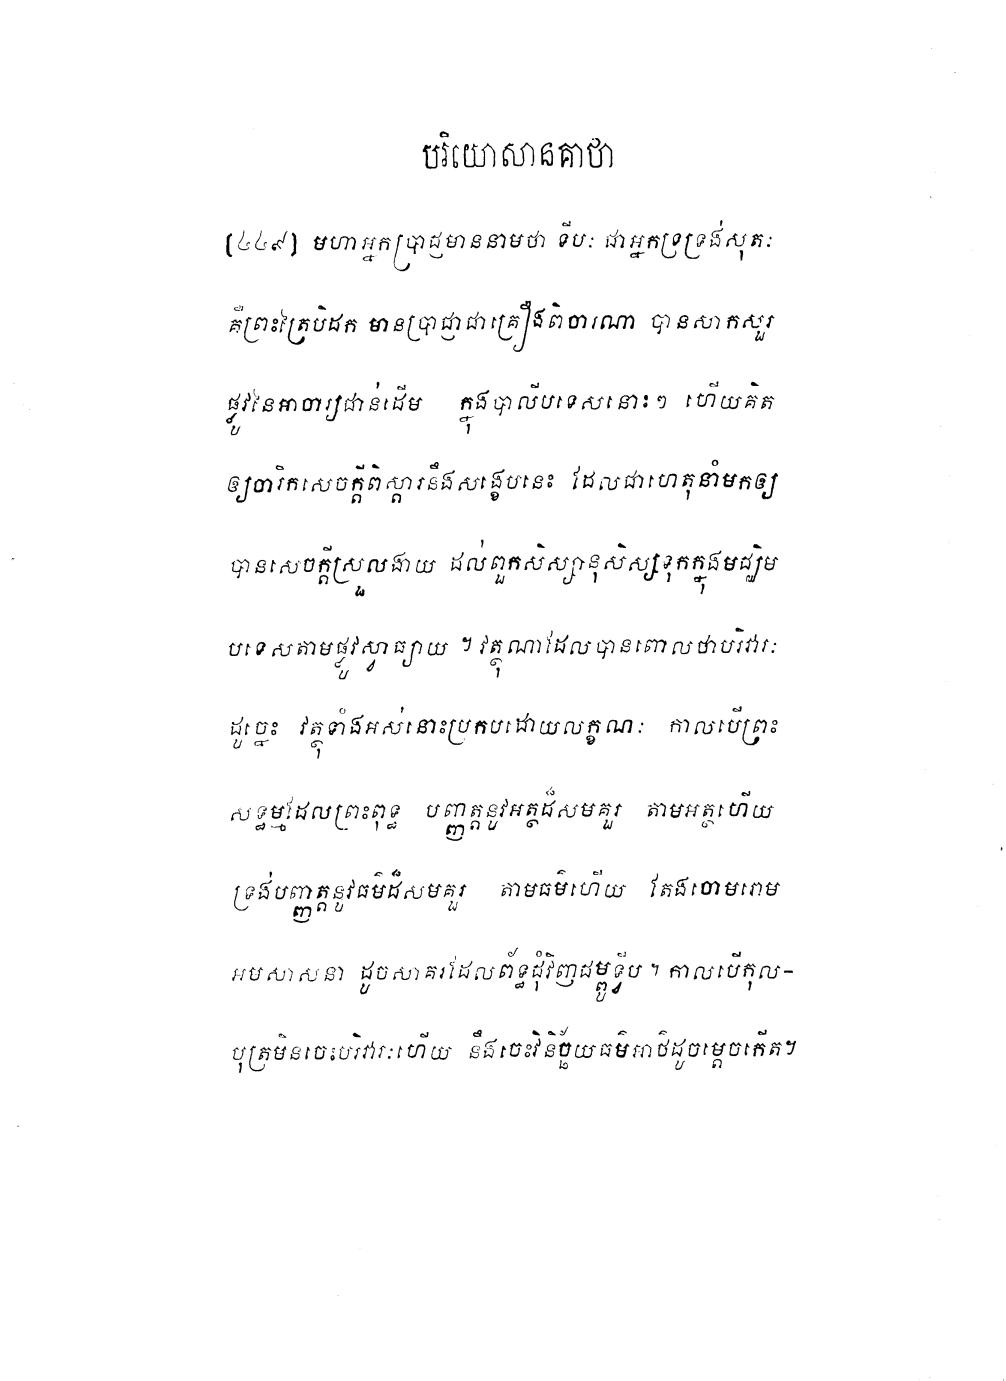 បរិយោសានគាថា
(៤៤៩) មហាអ្នកប្រាជ្ញមាននាមថា ទីបៈ ជាអ្នកទ្រទ្រង់សុតៈ
គឺព្រះត្រៃបិដក មានប្រាជ្ញាជាគ្រឿងពិចារណា បានសាកសួរ
ផ្លូវនៃអាចារ្យជាន់ដើម ក្នុងបាលីបទេសនោះៗ ហើយគិត
ឲ្យចារិកសេចក្តីពិស្តារនឹងសង្ខេបនេះ ដែលជាហេតុនាំមកឲ្យ
បានសេចក្តីស្រួលងាយ ដល់ពួកសិស្សានុសិស្សទុកក្នុងមជ្ឈិម
បទេសតាមផ្លូវស្វាធ្យាយ ។ វត្ថុណាដែលបានពោលថាបរិវារៈ
ដូច្នេះ វត្ថុទាំងអស់នោះប្រកបដោយលក្ខណៈ កាលបើព្រះ
សទ្ធម្មដែលព្រះពុទ្ធ បញ្ញត្តនូវអត្ថដ៏សមគួរ តាមអត្ថហើយ
ទ្រង់បញ្ញត្តនូវធម៌ដ៏សមគួរ តាមធម៌ហើយ តែងចោមរោម
អមសាសនា ដូចសាគរដែលព័ទ្ធជុំវិញជម្ពូទ្វីប ។ កាលបើកុល-
បុត្រមិនចេះបរិវារៈហើយ នឹងចេះវិនិច្ឆ័យធម៌អាថ៌ដូចម្តេចកើត។